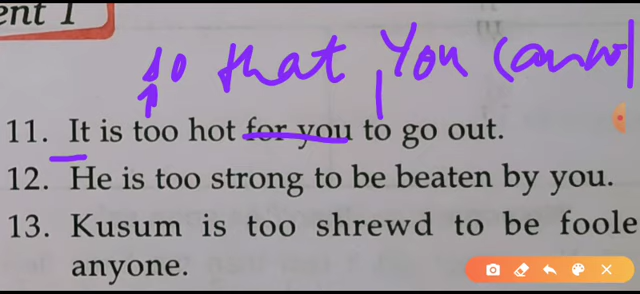 ent 1
so that you cannot
11. It is too hot for you to go out.
12. He is too strong to be beaten by you.
13. Kusum is too shrewd to be foole
anyone.